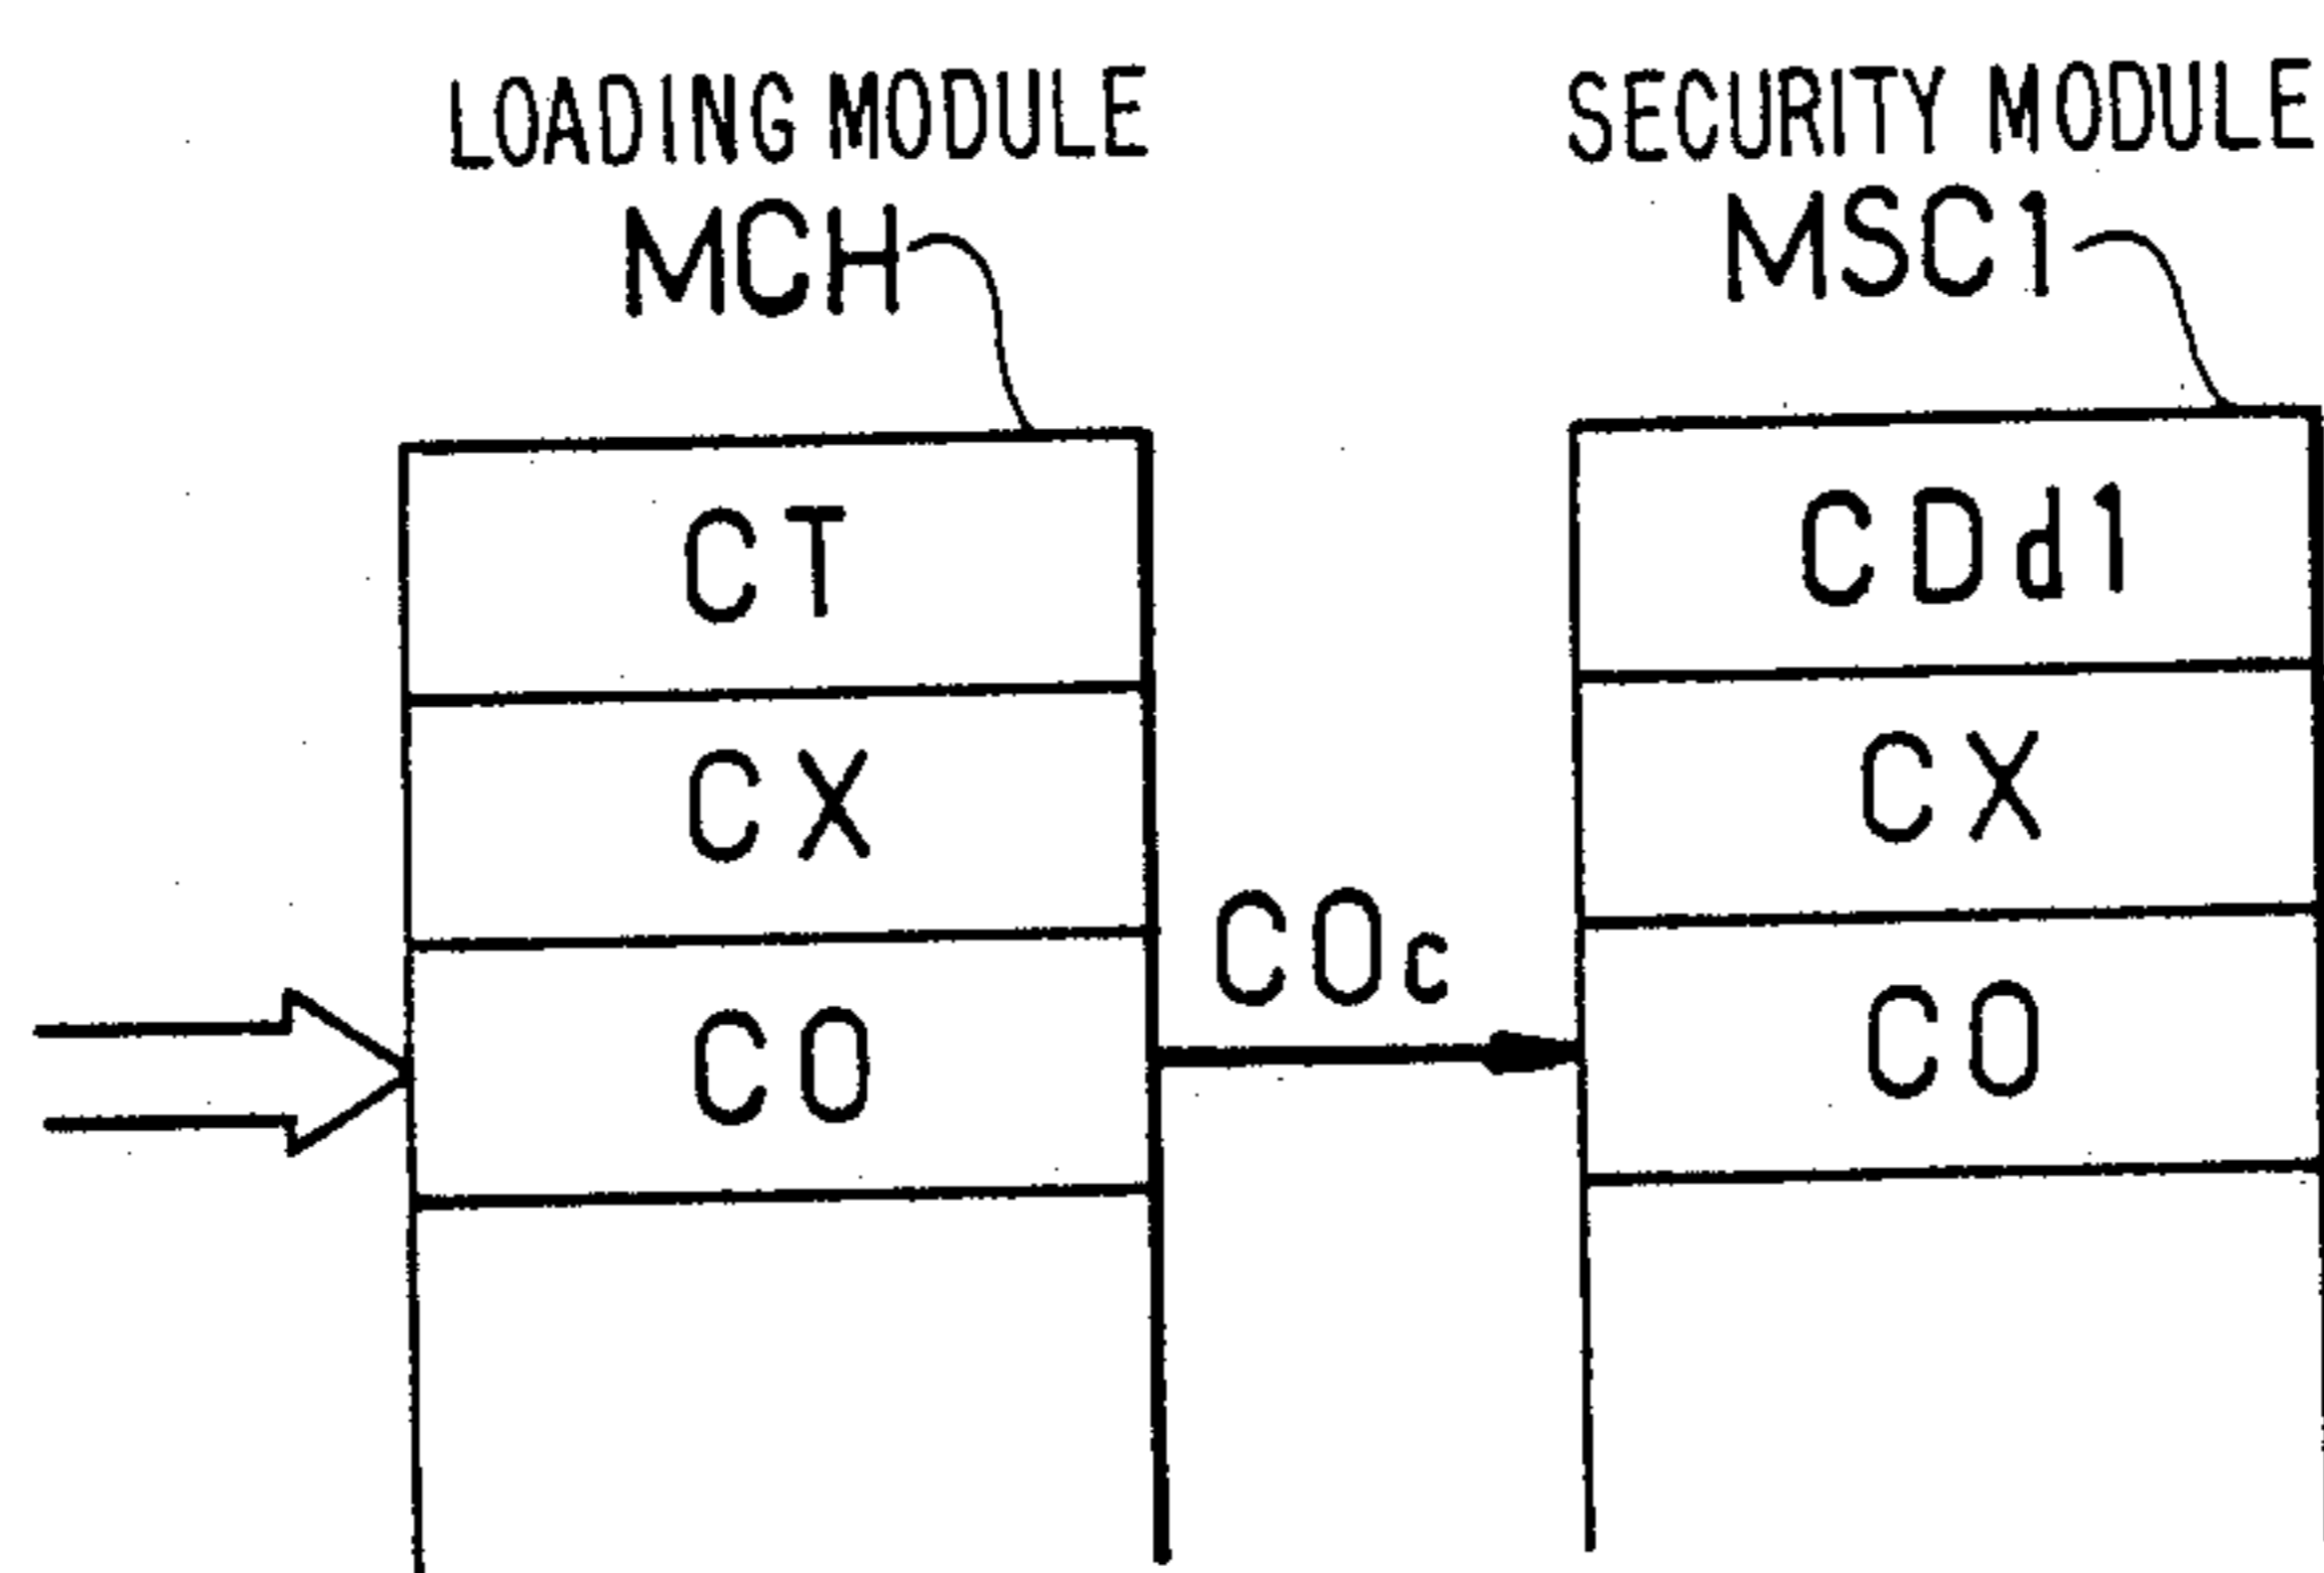 LOADING MODULE
MCH
CT
CX
CO
COc
SECURITY MODULE
MSC1
CDd1
CX
CO